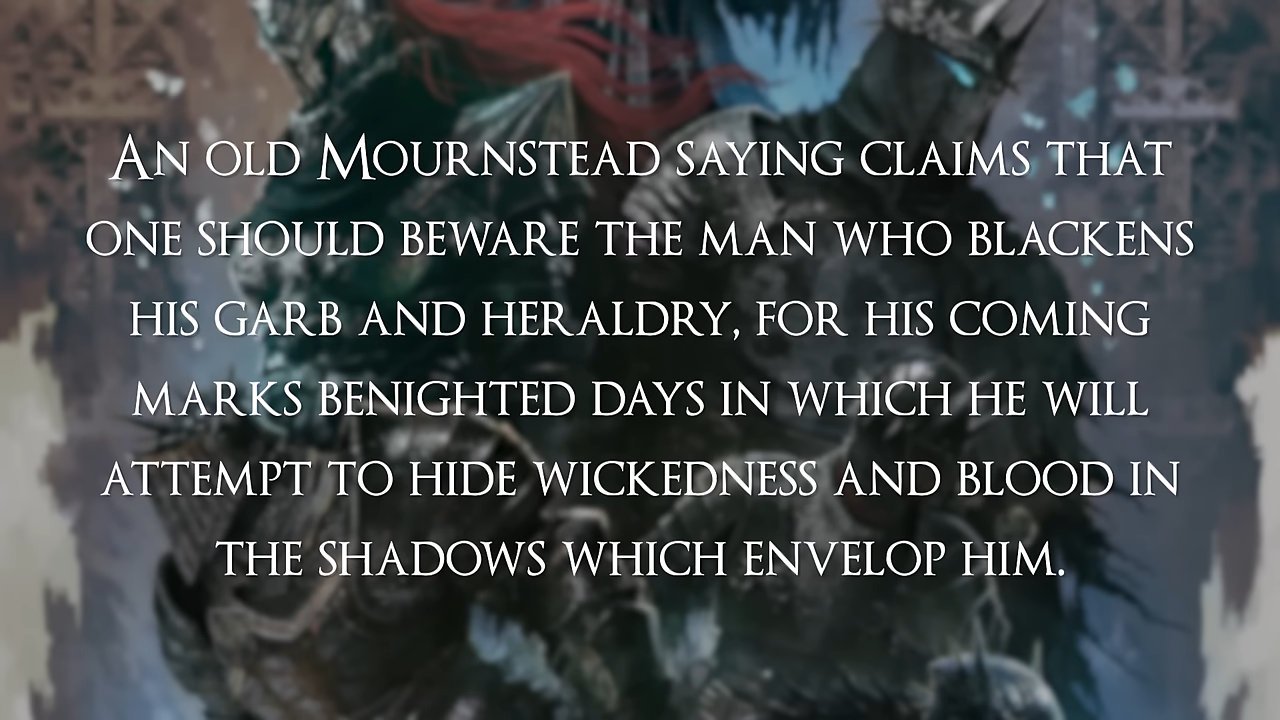 An old Mournstead saying claims that
one should beware the man who blackens
his garb and heraldry, for his coming
marks benighted days in which he will
attempt to hide wickedness and blood in
the shadows which envelop him.